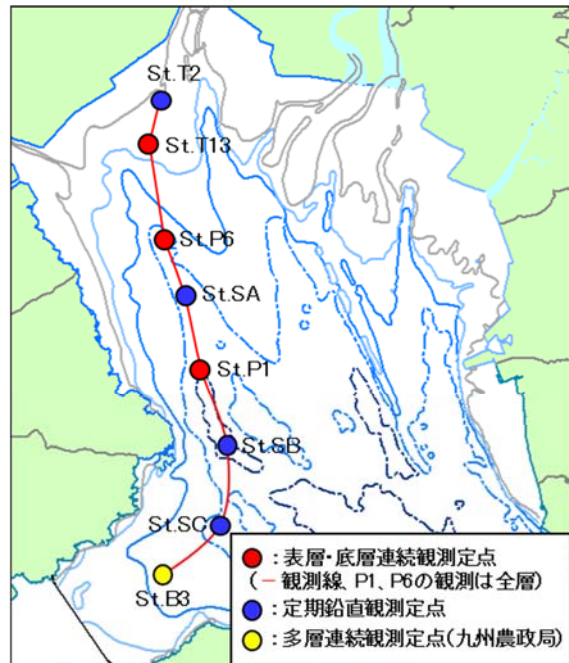 St.T2
St.T13
St.P6
St.SA
St.P1
St.SB
St.SC
St.B3
：表層・底層連続観測定点
（－観測線、P1、P6の観測は全層）
：定期鉛直観測定点
：多層連続観測定点(九州農政局)